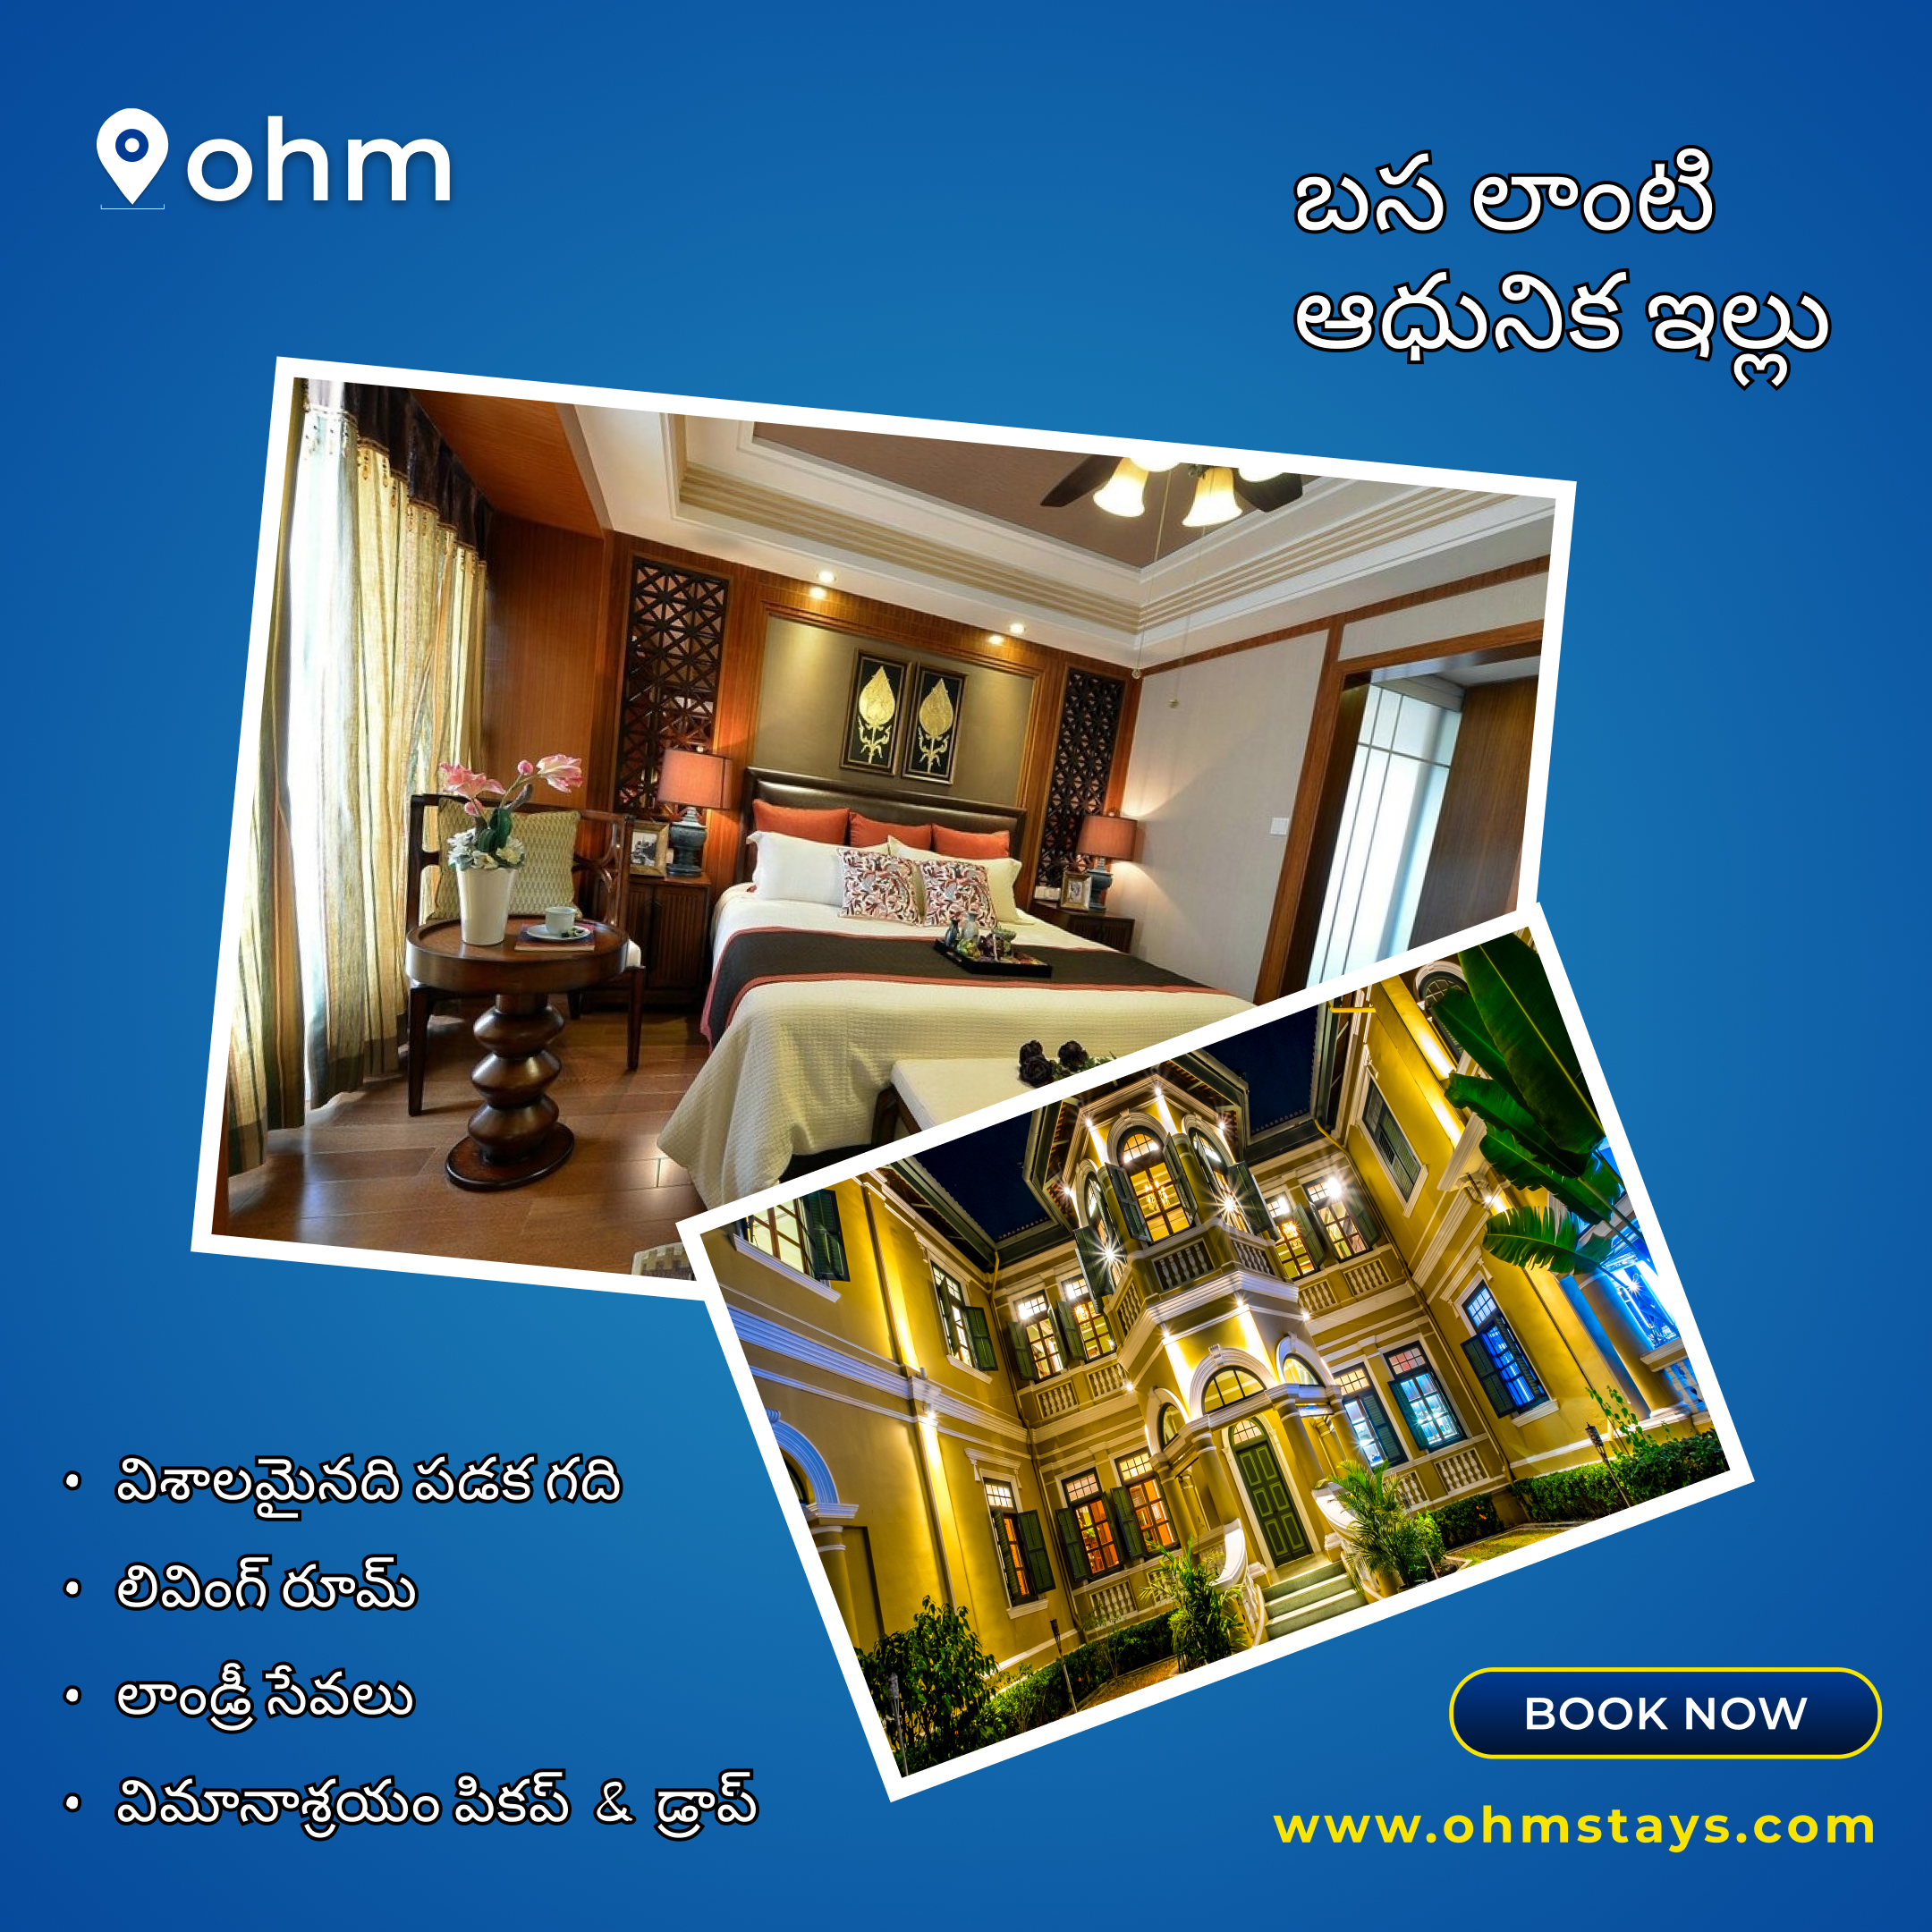 ohm
బస లాంటి
ఆధునిక ఇల్లు
• విశాలమైనది పడక గది
• లివింగ్ రూమ్
• లాండ్రీ సేవలు
• విమానాశ్రయం పికప్ & డ్రాప్
BOOK NOW
www.ohmstays.com